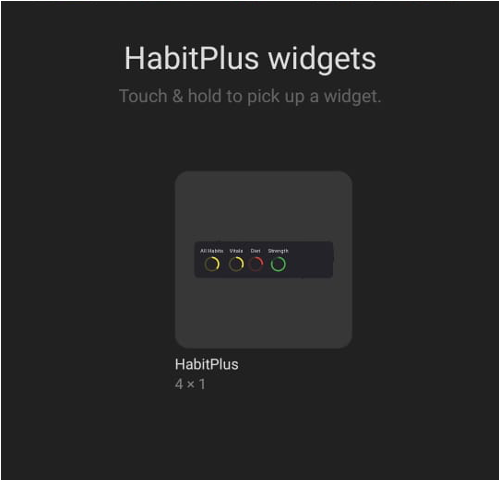 HabitPlus widgets
Touch & hold to pick up a widget.
All Habits Vitals Diet Strength
HabitPlus
4 × 1